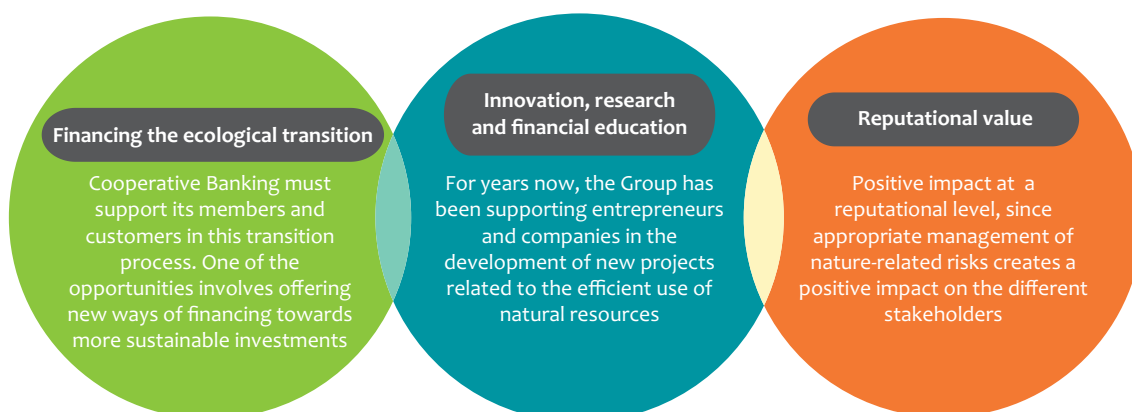 Financing the ecological transition
Cooperative Banking must
support its members and
customers in this transition
process. One of the
opportunities involves offering
new ways of financing towards
more sustainable investments
Innovation, research
and financial education
For years now, the Group has
been supporting entrepreneurs
and companies in the
development of new projects
related to the efficient use of
natural resources
Reputational value
Positive impact at a
reputational level, since
appropriate management of
nature-related risks creates a
positive impact on the different
stakeholders